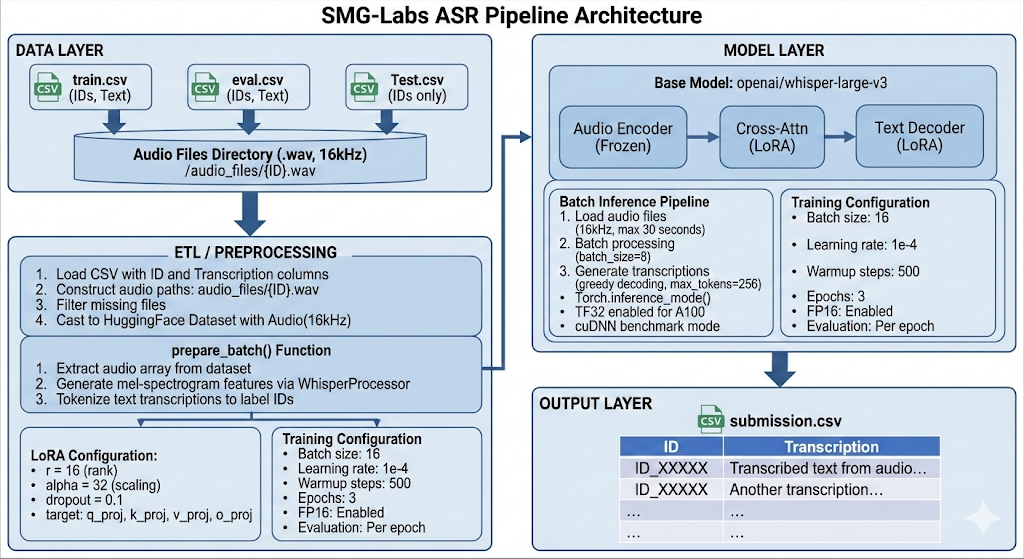 SMG-Labs ASR Pipeline Architecture
DATA LAYER
CSV
train.csv
(IDs, Text)
CSV
eval.csv
(IDs, Text)
CSV
Test.csv
(IDs only)
Audio Files Directory (.wav, 16kHz)
/audio_files/{ID}.wav
ETL / PREPROCESSING
1. Load CSV with ID and Transcription columns
2. Construct audio paths: audio_files/{ID}.wav
3. Filter missing files
4. Cast to HuggingFace Dataset with Audio(16kHz)
prepare_batch() Function
1. Extract audio array from dataset
2. Generate mel-spectrogram features via WhisperProcessor
3. Tokenize text transcriptions to label IDs
LoRA Configuration:
• r = 16 (rank)
• alpha = 32 (scaling)
• dropout = 0.1
• target: q_proj, k_proj, v_proj, o_proj
Training Configuration
• Batch size: 16
• Learning rate: 1e-4
• Warmup steps: 500
• Epochs: 3
• FP16: Enabled
• Evaluation: Per epoch
MODEL LAYER
Base Model: openai/whisper-large-v3
Audio Encoder
(Frozen)
Cross-Attn
(LoRA)
Text Decoder
(LoRA)
Batch Inference Pipeline
1. Load audio files
(16kHz, max 30 seconds)
2. Batch processing
(batch_size=8)
3. Generate transcriptions
(greedy decoding, max_tokens=256)
• Torch.inference_mode()
• TF32 enabled for A100
• cuDNN benchmark mode
Training Configuration
• Batch size: 16
• Learning rate: 1e-4
• Warmup steps: 500
• Epochs: 3
• FP16: Enabled
• Evaluation: Per epoch
OUTPUT LAYER
CSV
submission.csv
ID Transcription
ID_XXXXX Transcribed text from audio...
ID_XXXXX Another transcription...
... ...
... ...